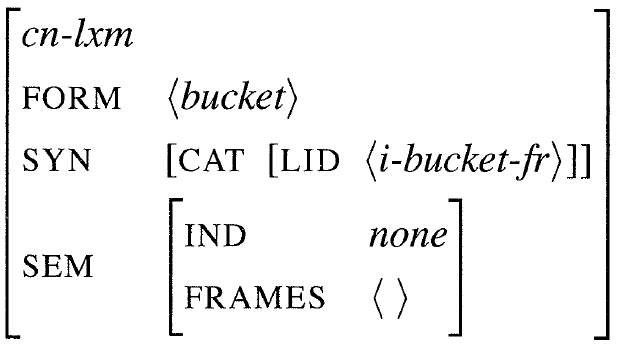 cn-lxm
FORM ⟨bucket⟩
SYN [CAT [LID ⟨i-bucket-fr⟩]]
SEM [IND none
FRAMES ⟨ ⟩]